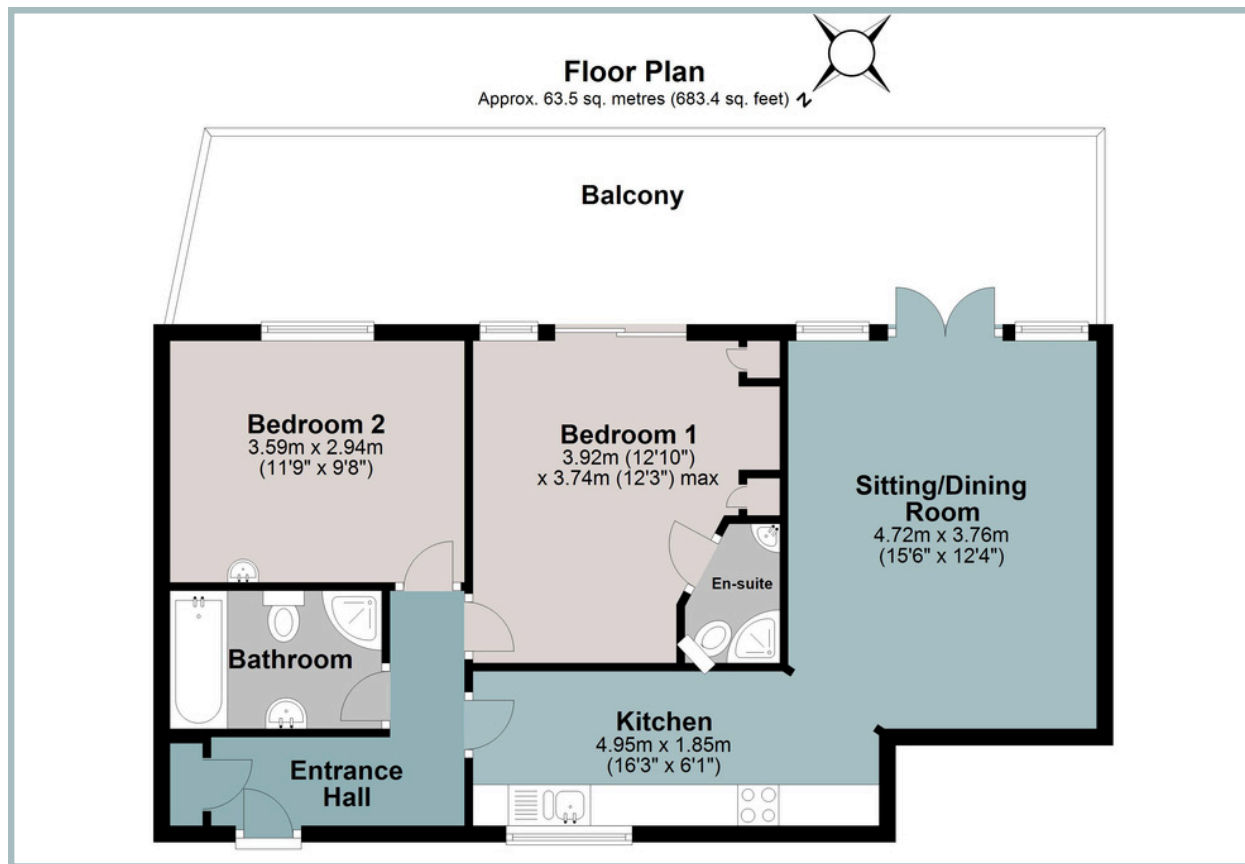 Floor Plan
Approx. 63.5 sq. metres (683.4 sq. feet)
N
Balcony
Bedroom 2
3.59m x 2.94m
(11'9" x 9'8")
Bedroom 1
3.92m (12'10")
x 3.74m (12'3") max
Sitting/Dining
Room
4.72m x 3.76m
(15'6" x 12'4")
En-suite
Bathroom
Kitchen
4.95m x 1.85m
(16'3" x 6'1")
Entrance
Hall